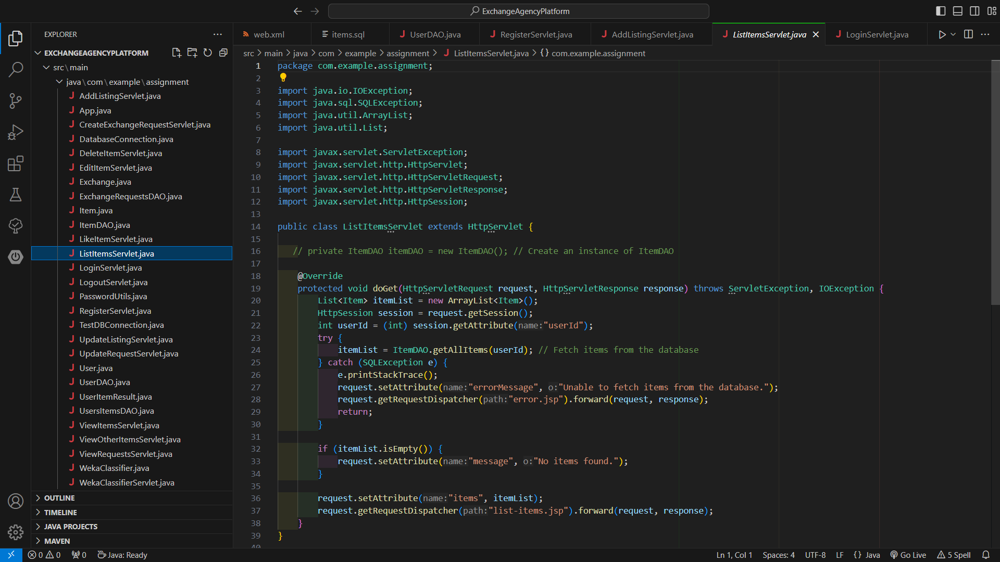 ExchangeAgencyPlatform
EXPLORER
web.xml
items.sql
UserDAO.java
RegisterServlet.java
AddListingServlet.java
ListItemsServlet.java
LoginServlet.java
EXCHANGEAGENCYPLATFORM
src > main > java > com > example > assignment > ListItemsServlet.java > {} com.example.assignment
src\main
java\com\example\assignment
AddListingServlet.java
App.java
CreateExchangeRequestServlet.java
DatabaseConnection.java
DeleteItemServlet.java
EditItemServlet.java
Exchange.java
ExchangeRequestsDAO.java
Item.java
ItemDAO.java
LikeItemServlet.java
ListItemsServlet.java
LoginServlet.java
LogoutServlet.java
PasswordUtils.java
RegisterServlet.java
TestDBConnection.java
UpdateListingServlet.java
UpdateRequestServlet.java
User.java
UserDAO.java
UserItemResult.java
UsersItemsDAO.java
ViewItemsServlet.java
ViewOtherItemsServlet.java
ViewRequestsServlet.java
WekaClassifier.java
WekaClassifierServlet.java
OUTLINE
TIMELINE
JAVA PROJECTS
MAVEN
1 package com.example.assignment;
2
3 import java.io.IOException;
4 import java.sql.SQLException;
5 import java.util.ArrayList;
6 import java.util.List;
7
8 import javax.servlet.ServletException;
9 import javax.servlet.http.HttpServlet;
10 import javax.servlet.http.HttpServletRequest;
11 import javax.servlet.http.HttpServletResponse;
12 import javax.servlet.http.HttpSession;
13
14 public class ListItemsServlet extends HttpServlet {
15
16 // private ItemDAO itemDAO = new ItemDAO(); // Create an instance of ItemDAO
17
18 @Override
19 protected void doGet(HttpServletRequest request, HttpServletResponse response) throws ServletException, IOException {
20 List<Item> itemList = new ArrayList<Item>();
21 HttpSession session = request.getSession();
22 int userId = (int) session.getAttribute(name:"userId");
23 try {
24 itemList = ItemDAO.getAllItems(userId); // Fetch items from the database
25 } catch (SQLException e) {
26 e.printStackTrace();
27 request.setAttribute(name:"errorMessage", o:"Unable to fetch items from the database.");
28 request.getRequestDispatcher(path:"error.jsp").forward(request, response);
29 return;
30 }
31
32 if (itemList.isEmpty()) {
33 request.setAttribute(name:"message", o:"No items found.");
34 }
35
36 request.setAttribute(name:"items", itemList);
37 request.getRequestDispatcher(path:"list-items.jsp").forward(request, response);
38 }
39 }
40
0 0 0 Java: Ready
Ln 1, Col 1 Spaces: 4 UTF-8 LF {} Java Go Live 5 Spell